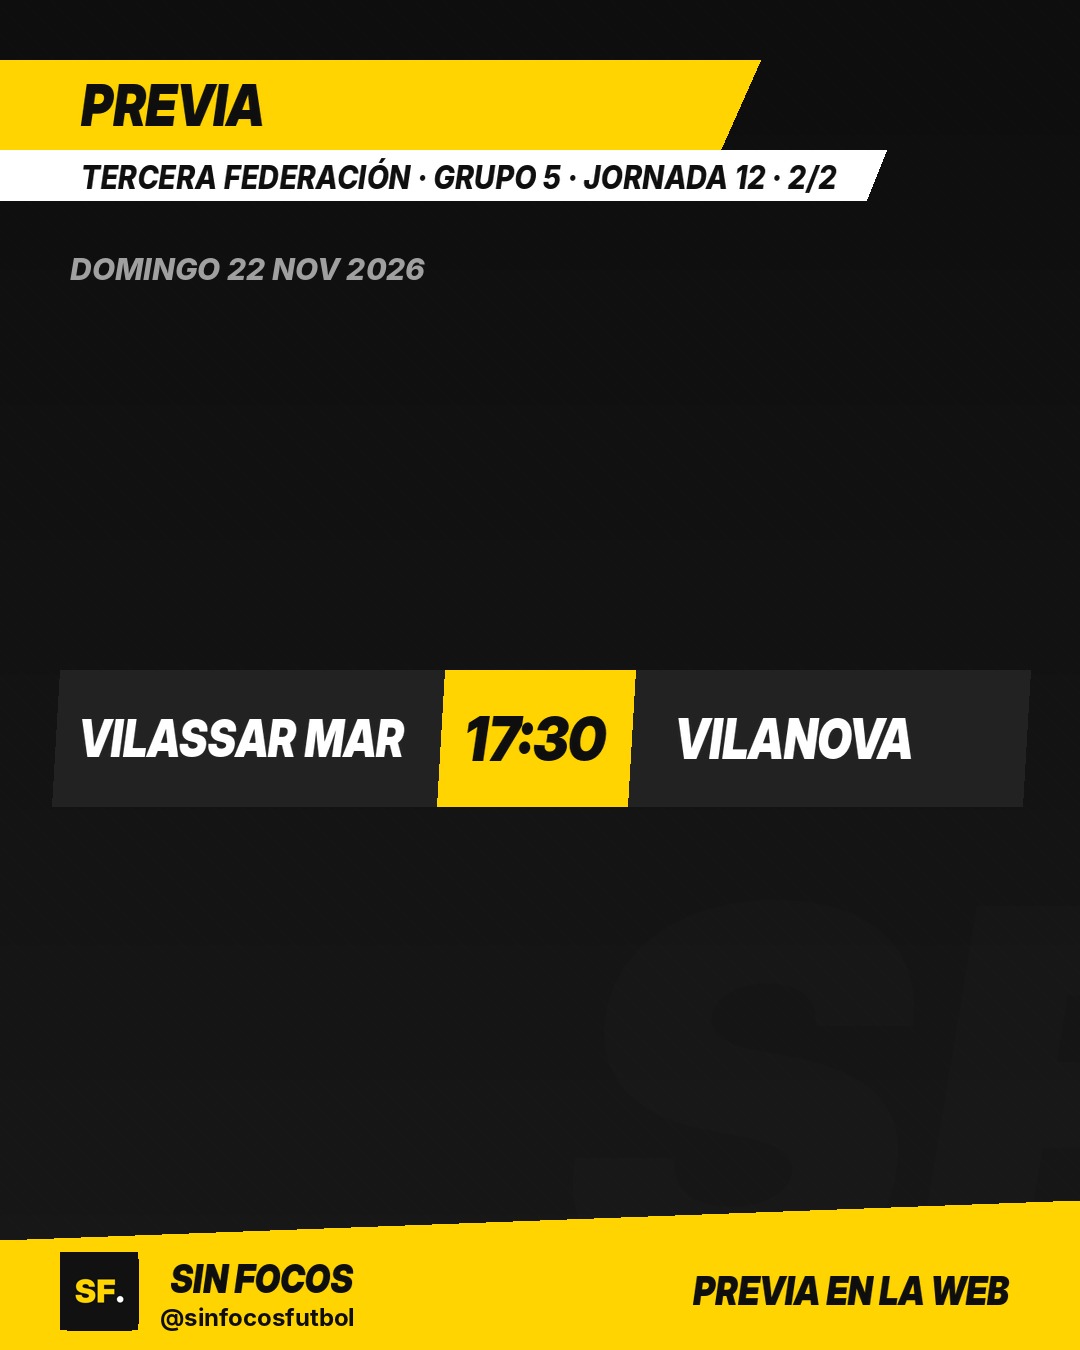 PREVIA
TERCERA FEDERACIÓN · GRUPO 5 · JORNADA 12 · 2/2
DOMINGO 22 NOV 2026
VILASSAR MAR 17:30 VILANOVA
SF
SF.
SIN FOCOS
@sinfocosfutbol
PREVIA EN LA WEB